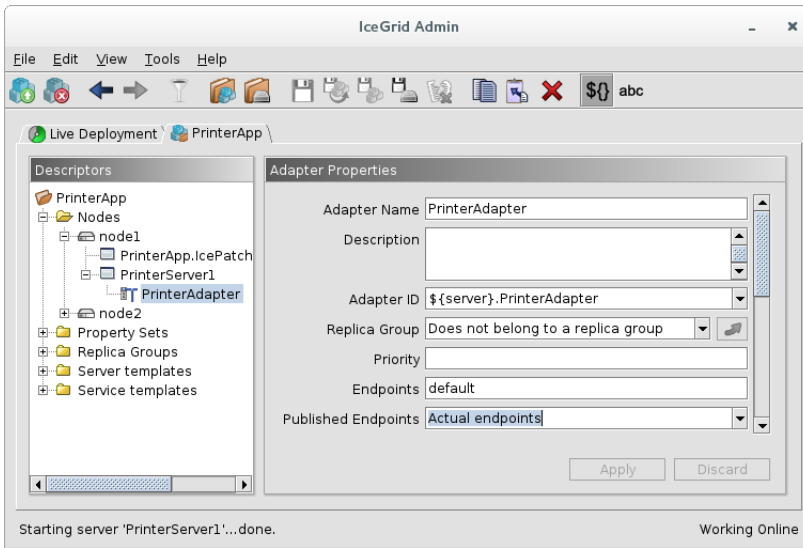 IceGrid Admin
File Edit View Tools Help
${} abc
Live Deployment PrinterApp
Descriptors
PrinterApp
Nodes
node1
PrinterApp.IcePatch
PrinterServer1
PrinterAdapter
node2
Property Sets
Replica Groups
Server templates
Service templates
Adapter Properties
Adapter Name PrinterAdapter
Description
Adapter ID ${server}.PrinterAdapter
Replica Group Does not belong to a replica group
Priority
Endpoints default
Published Endpoints Actual endpoints
Apply Discard
Starting server 'PrinterServer1'...done. Working Online